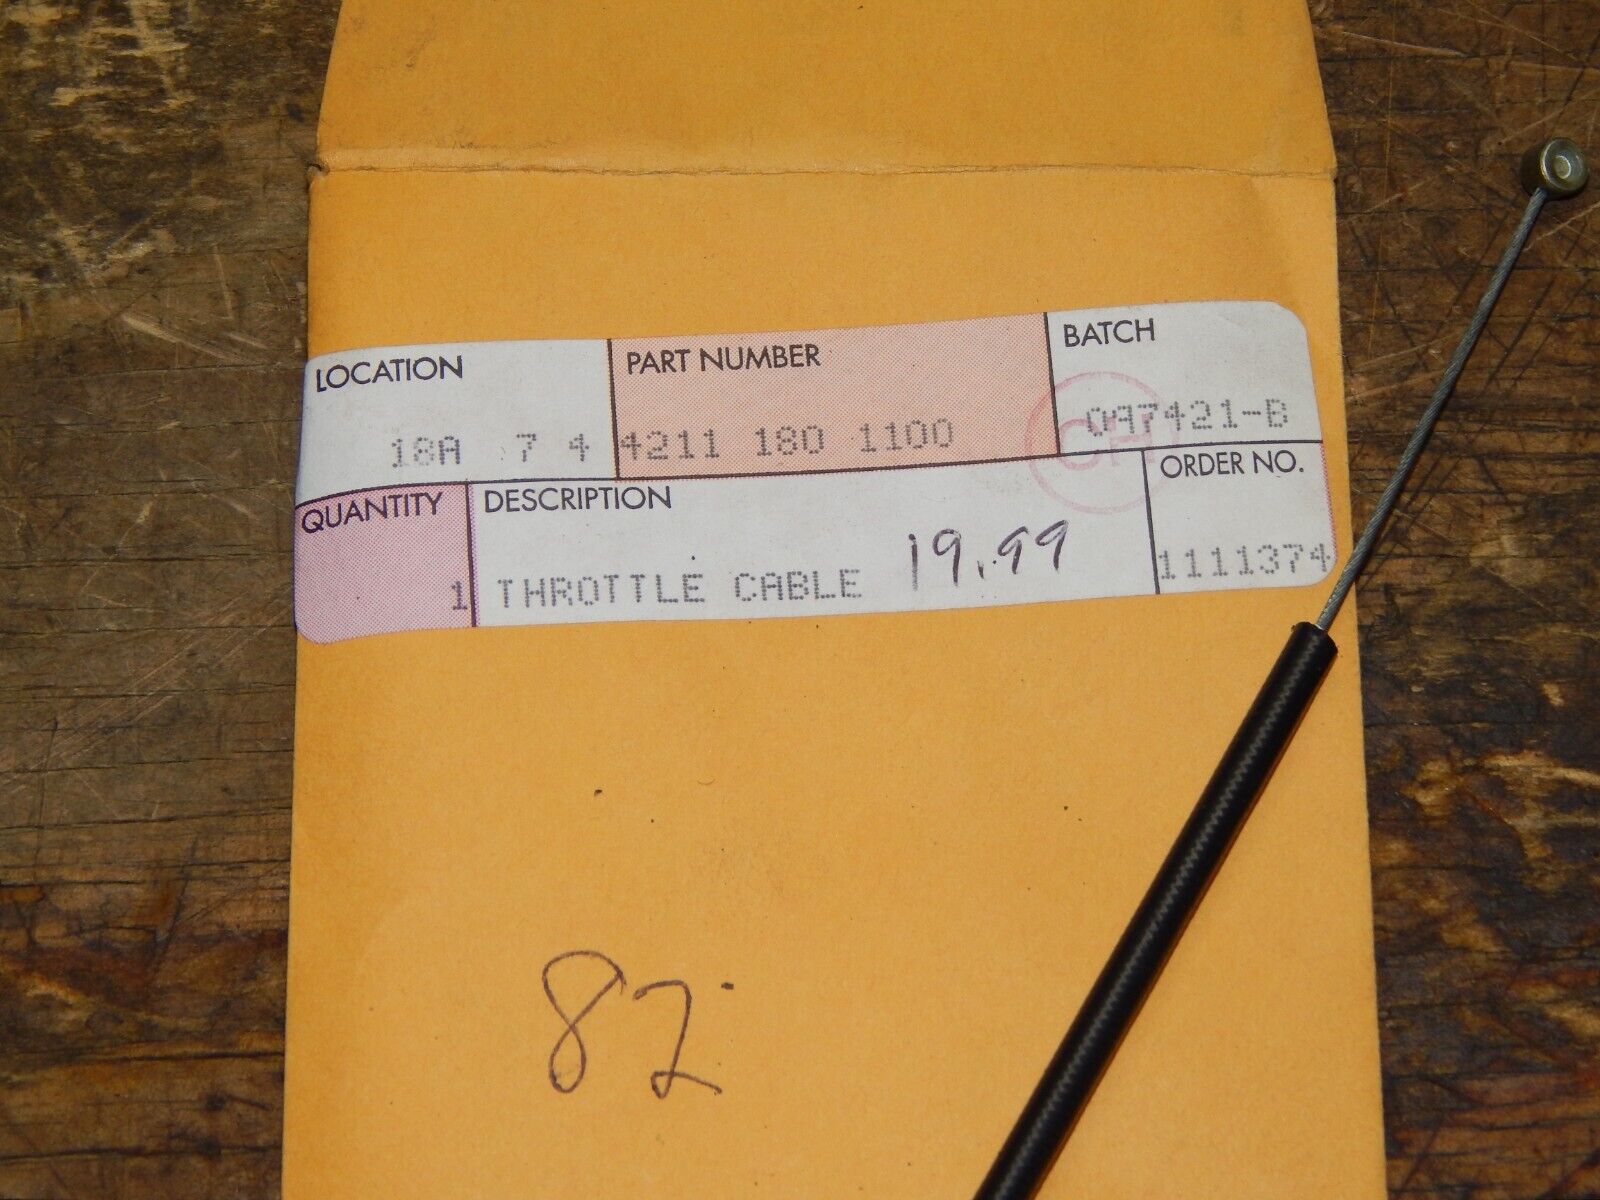 LOCATION PART NUMBER BATCH
18A 7 4 4211 180 1100 097421-B
CH
QUANTITY DESCRIPTION ORDER NO.
1 THROTTLE CABLE 19.99 1111374
82